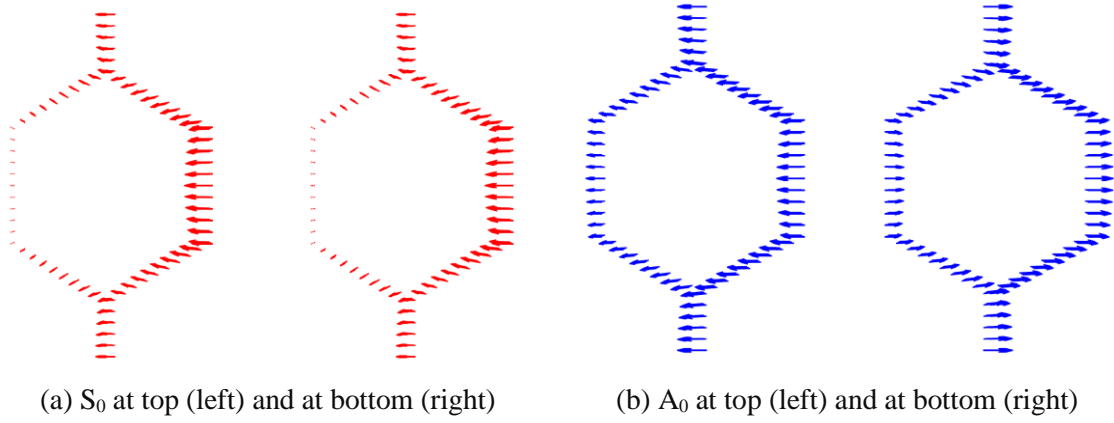 (a) S₀ at top (left) and at bottom (right)
(b) A₀ at top (left) and at bottom (right)